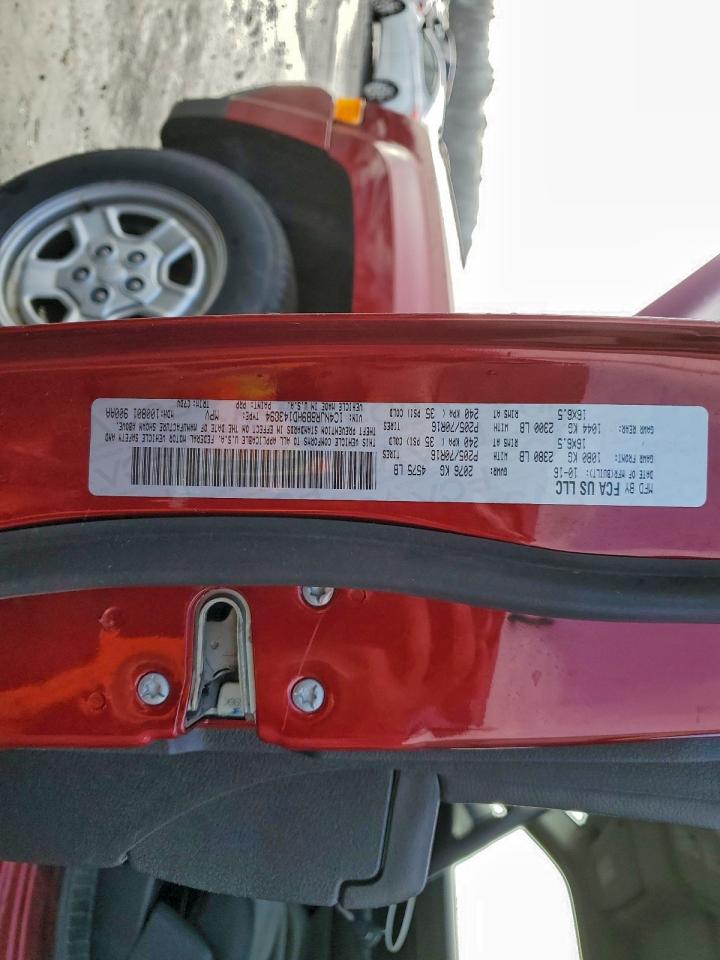 MFD BY FCA US LLC
DATE OF MFR(BUILT): 10-16 GVWR: 2076 KG 4575 LB
GAWR FRONT: 1080 KG 2380 LB WITH P205/70R16 TIRES
16X6.5 RIMS AT 240 KPA ( 35 PSI) COLD
GAWR REAR: 1044 KG 2300 LB WITH P205/70R16 TIRES
16X6.5 RIMS AT 240 KPA ( 35 PSI) COLD
THIS VEHICLE CONFORMS TO ALL APPLICABLE U.S.A. FEDERAL MOTOR VEHICLE SAFETY AND
THEFT PREVENTION STANDARDS IN EFFECT ON THE DATE OF MANUFACTURE SHOWN ABOVE.
VIN: 1C4NJRBB9HD143694 TYPE: MPV MDH:100801 900AA
VEHICLE MADE IN U.S.A. PAINT: PRP TRIM: